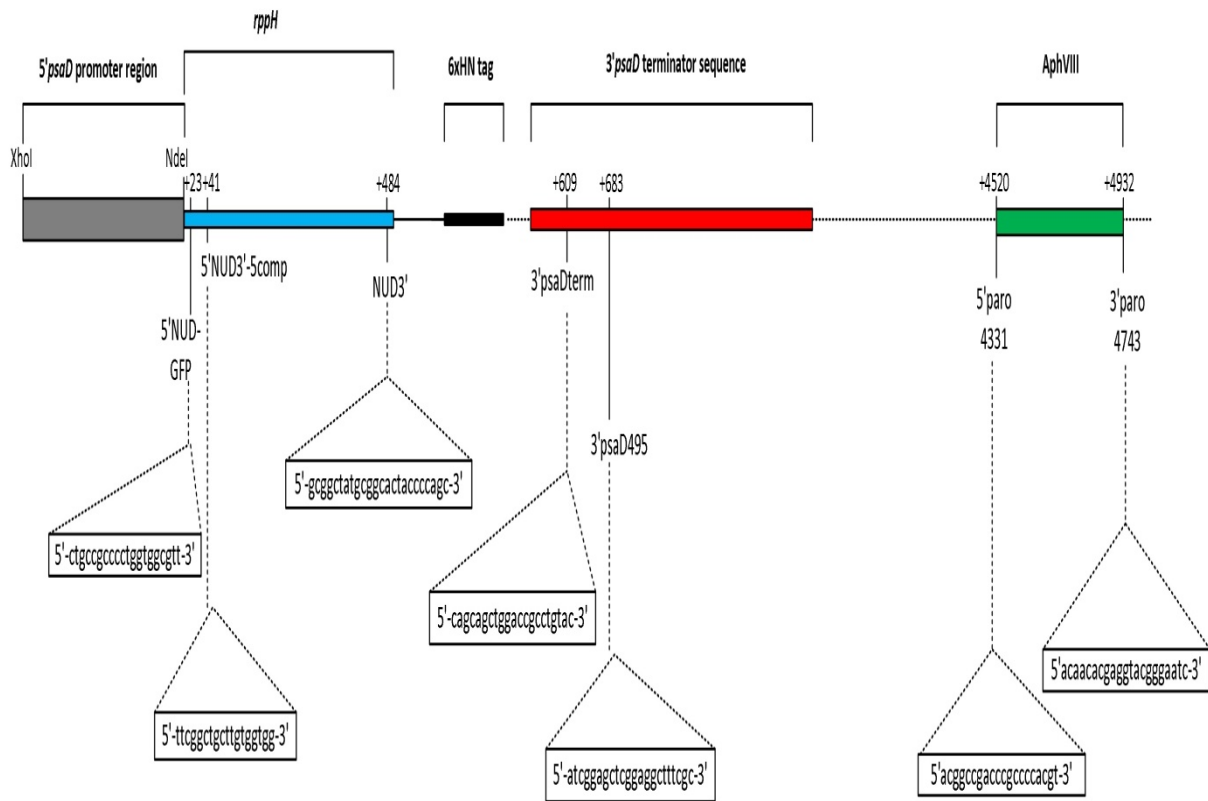 rppH
5'psaD promoter region
6xHN tag
3'psaD terminator sequence
AphVIII
XhoI
NdeI
+23
+41
+484
+609
+683
+4520
+4932
5'NUD3'-5comp
NUD3'
3'psaDterm
5'paro
4331
3'paro
4743
5'NUD-
GFP
3'psaD495
5'-gcggctatgcggcactaccccagc-3'
5'-ctgccgcccctggtggcgtt-3'
5'-cagcagctggaccgcctgtac-3'
5'acaacacgaggtacgggaatc-3'
5'-ttcggctgcttgtggtgg-3'
5'-atcggagctcggaggctttcgc-3'
5'acggccgacccgccccacgt-3'